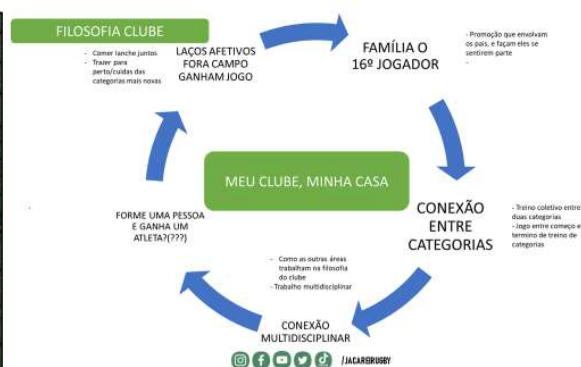 FILOSOFIA CLUBE
- Comer lanche juntos
- Trazer para
perto/cuidas das
categorias mais novas
LAÇOS AFETIVOS
FORA CAMPO
GANHAM JOGO
FAMÍLIA O
16º JOGADOR
- Promoção que envolvam
os pais, e façam eles se
sentirem parte
-
MEU CLUBE, MINHA CASA
CONEXÃO
ENTRE
CATEGORIAS
- Treino coletivo entre
duas categorias
- Jogo entre começo e
termino de treino de
categorias
-
FORME UMA PESSOA
E GANHA UM
ATLETA?(???)
- Como as outras áreas
trabalham na filosofia
do clube
- Trabalho multidisciplinar
CONEXÃO
MULTIDISCIPLINAR
/JACAREIRUGBY